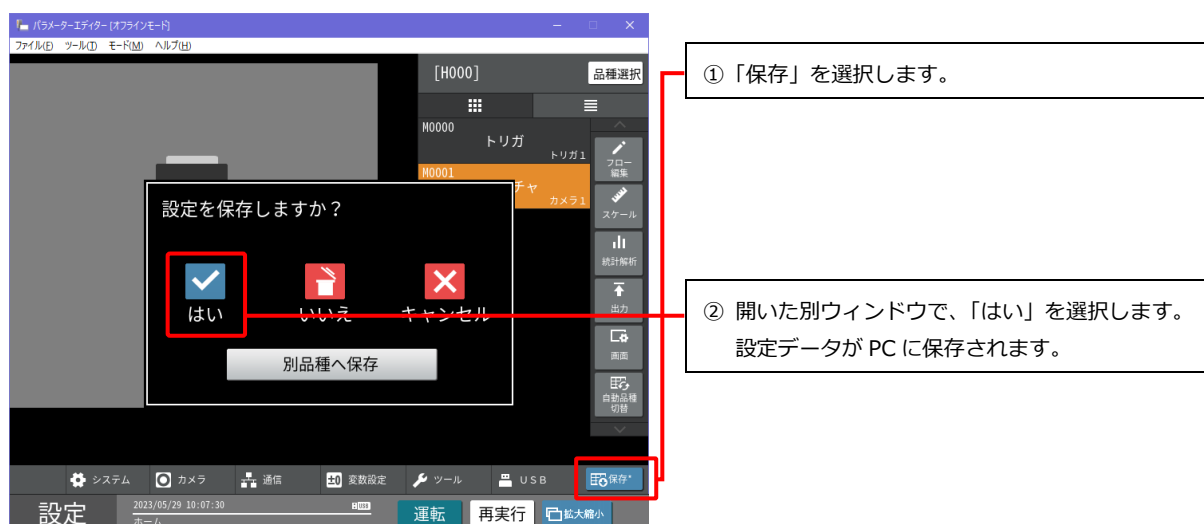 パラメーターエディター [オフラインモード]
ファイル(F) ツール(T) モード(M) ヘルプ(H)
[H000]
品種選択
M0000
トリガ
トリガ1
M0001
チャ
カメラ1
フロー
編集
スケール
統計解析
出力
画面
自動品種
切替
設定を保存しますか？
はい
いいえ
キャンセル
別品種へ保存
システム カメラ 通信 ±0 変数設定 ツール USB 保存*
設定
2023/05/29 10:07:30
ホーム
運転 再実行 拡大縮小
①「保存」を選択します。
② 開いた別ウィンドウで、「はい」を選択します。
設定データが PC に保存されます。